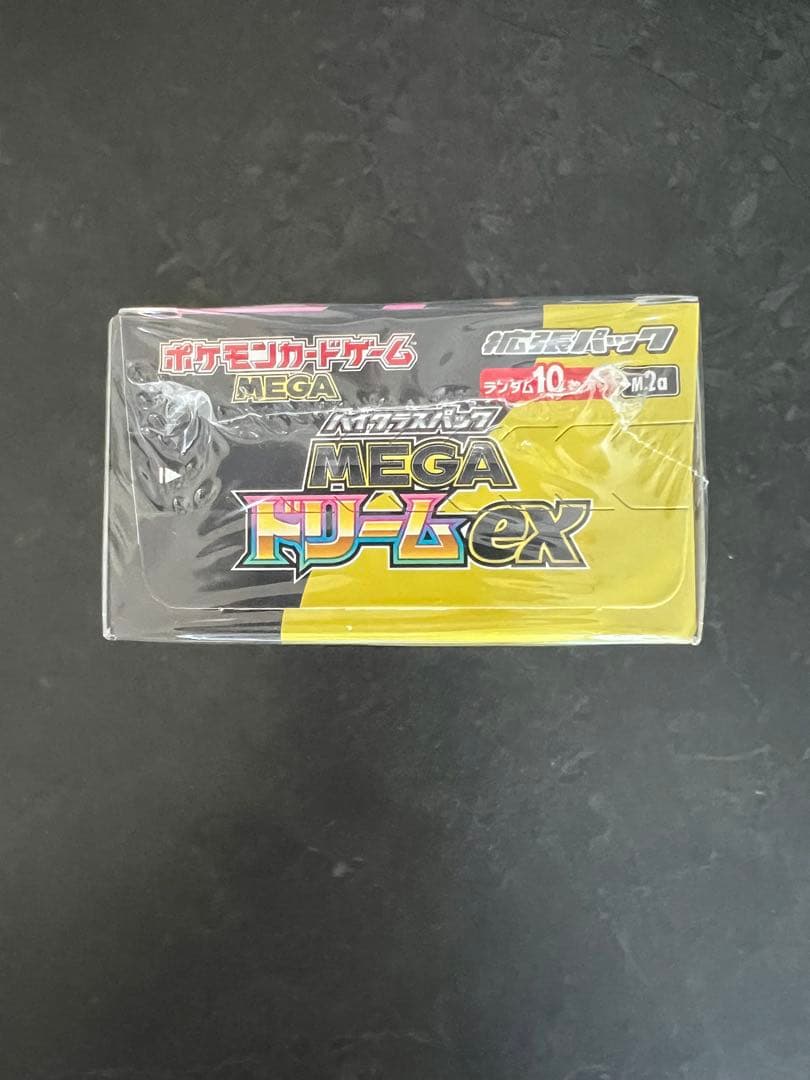 ポケモンカードゲーム
MEGA
拡張パック
ランダム10
M2a
ハイクラスパック
MEGA
ドリームex